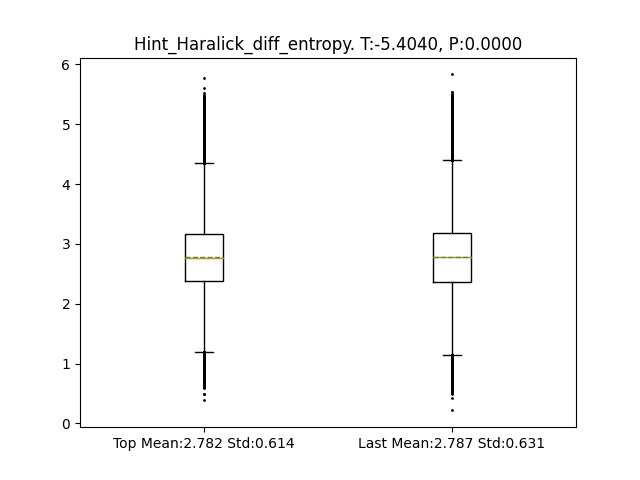 Hint_Haralick_diff_entropy. T:-5.4040, P:0.0000
6
5
4
3
2
1
0
Top Mean:2.782 Std:0.614
Last Mean:2.787 Std:0.631